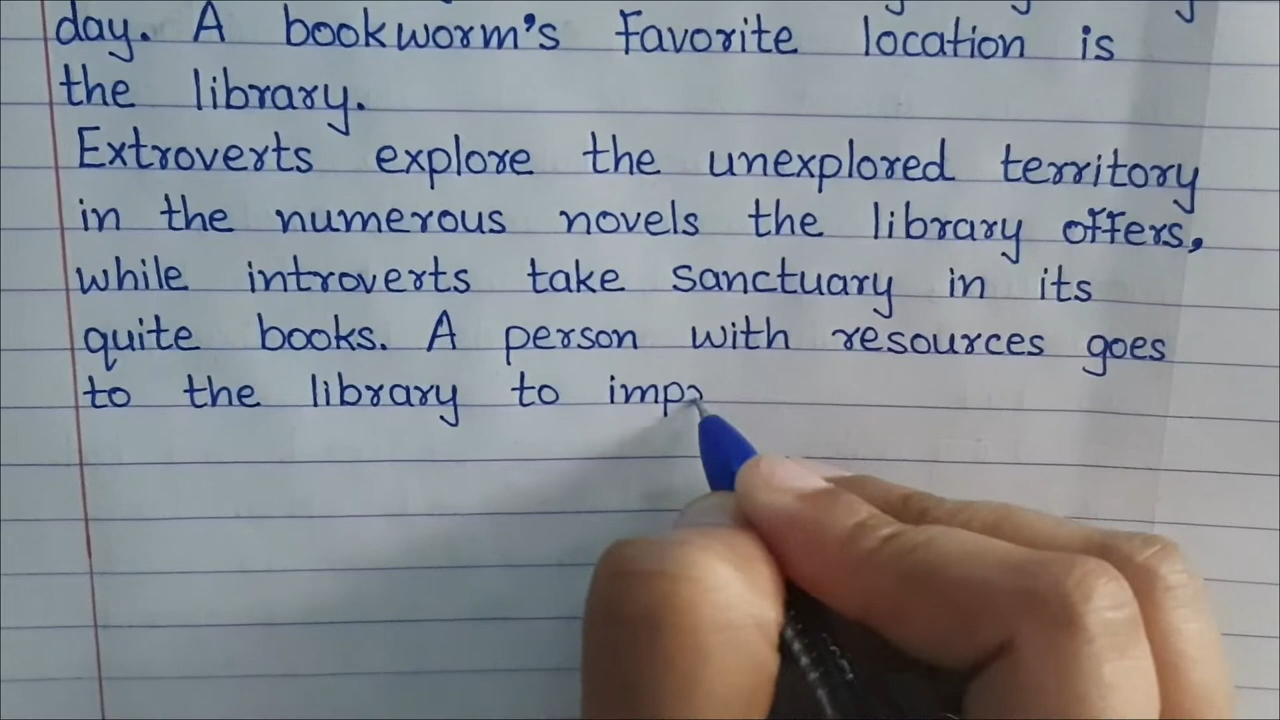 day. A bookworm's favorite location is
the library.
Extroverts explore the unexplored territory
in the numerous novels the library offers,
while introverts take sanctuary in its
quite books. A person with resources goes
to the library to